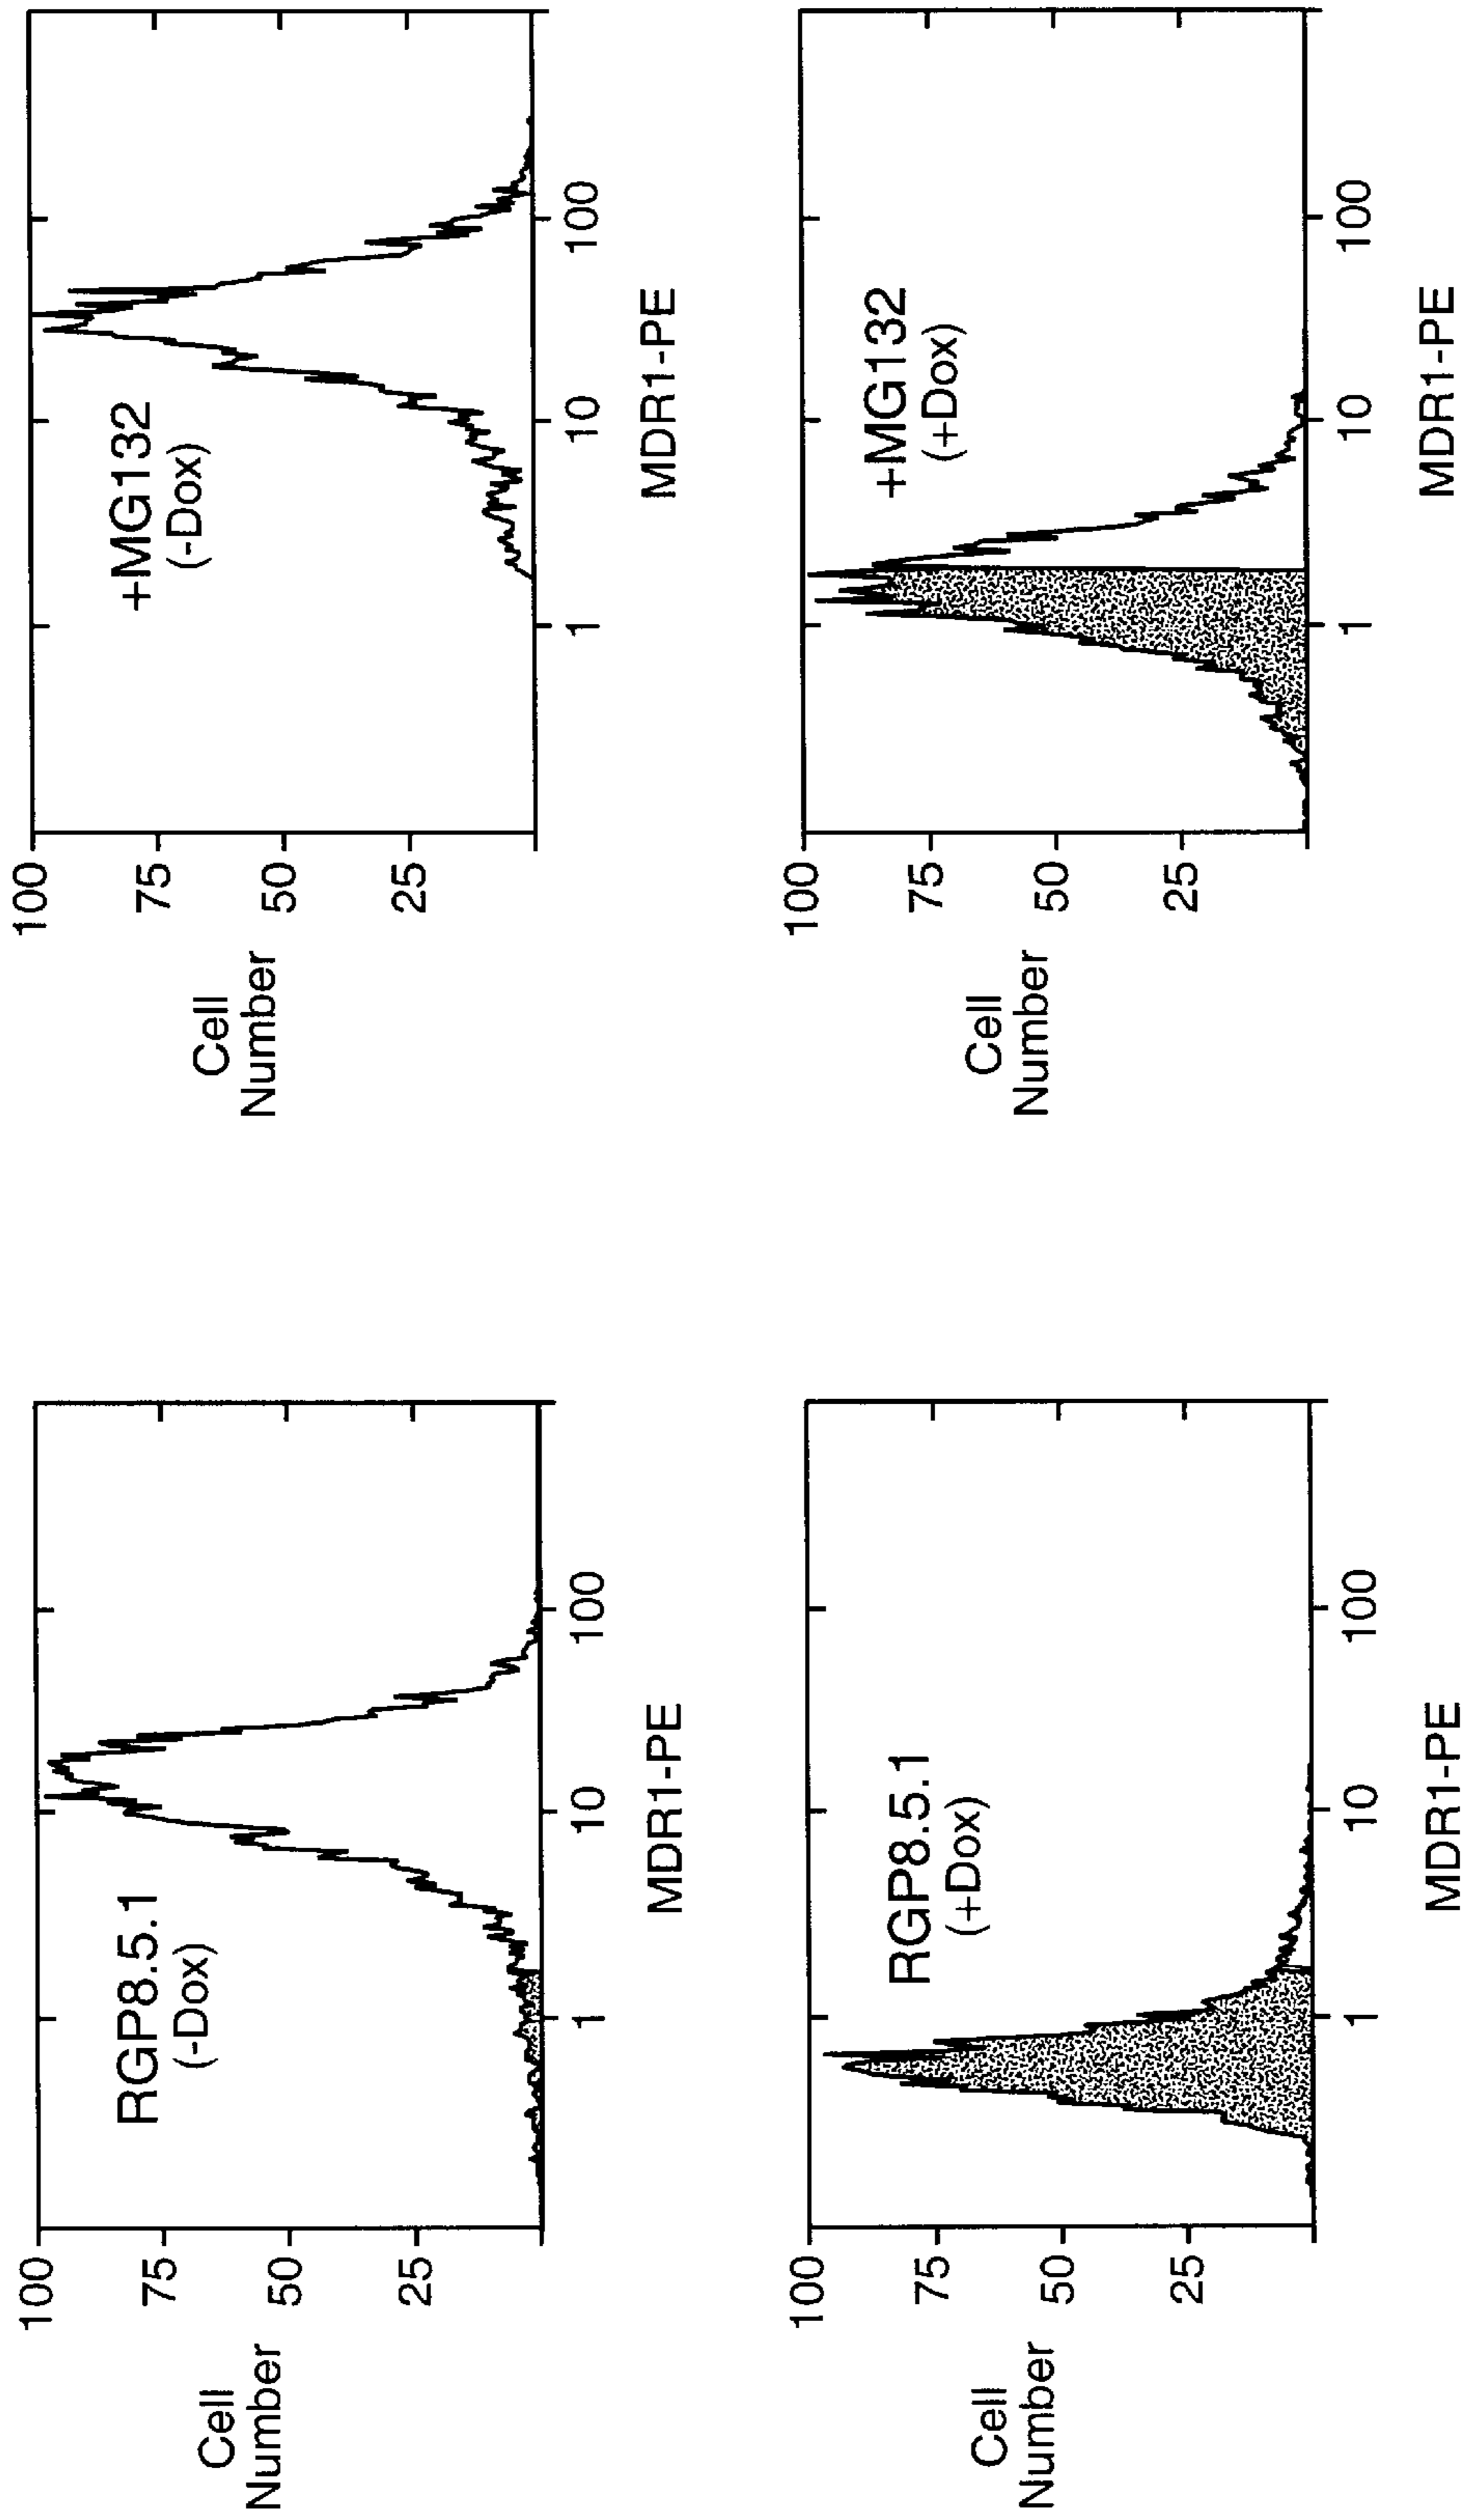 100
75
50
25
Cell
Number
RGP8.5.1
(-Dox)
1 10 100
MDR1-PE
100
75
50
25
Cell
Number
+MG132
(-Dox)
1 10 100
MDR1-PE
100
75
50
25
Cell
Number
RGP8.5.1
(+Dox)
1 10 100
MDR1-PE
100
75
50
25
Cell
Number
+MG132
(+Dox)
1 10 100
MDR1-PE